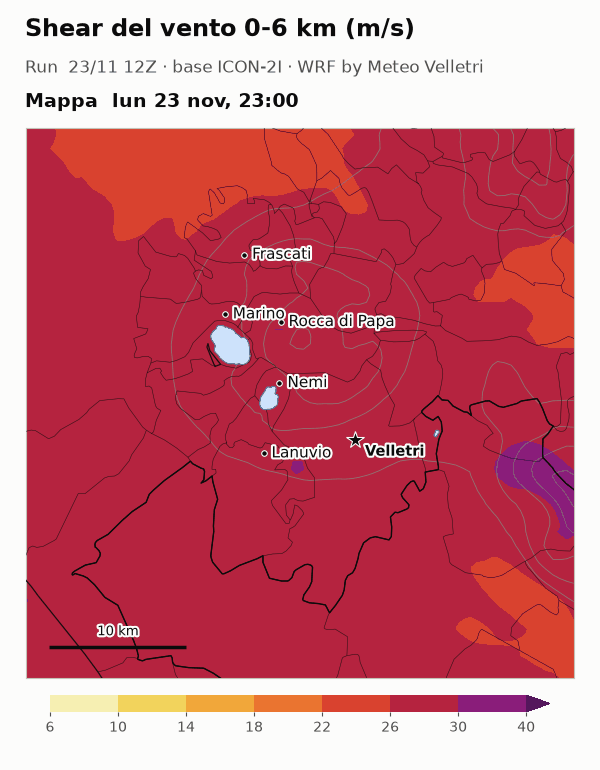 Shear del vento 0-6 km (m/s)
Run  23/11 12Z · base ICON-2I · WRF by Meteo Velletri
Mappa  lun 23 nov, 23:00
Frascati
Marino
Rocca di Papa
Nemi
Velletri
Lanuvio
10 km
6 10 14 18 22 26 30 40